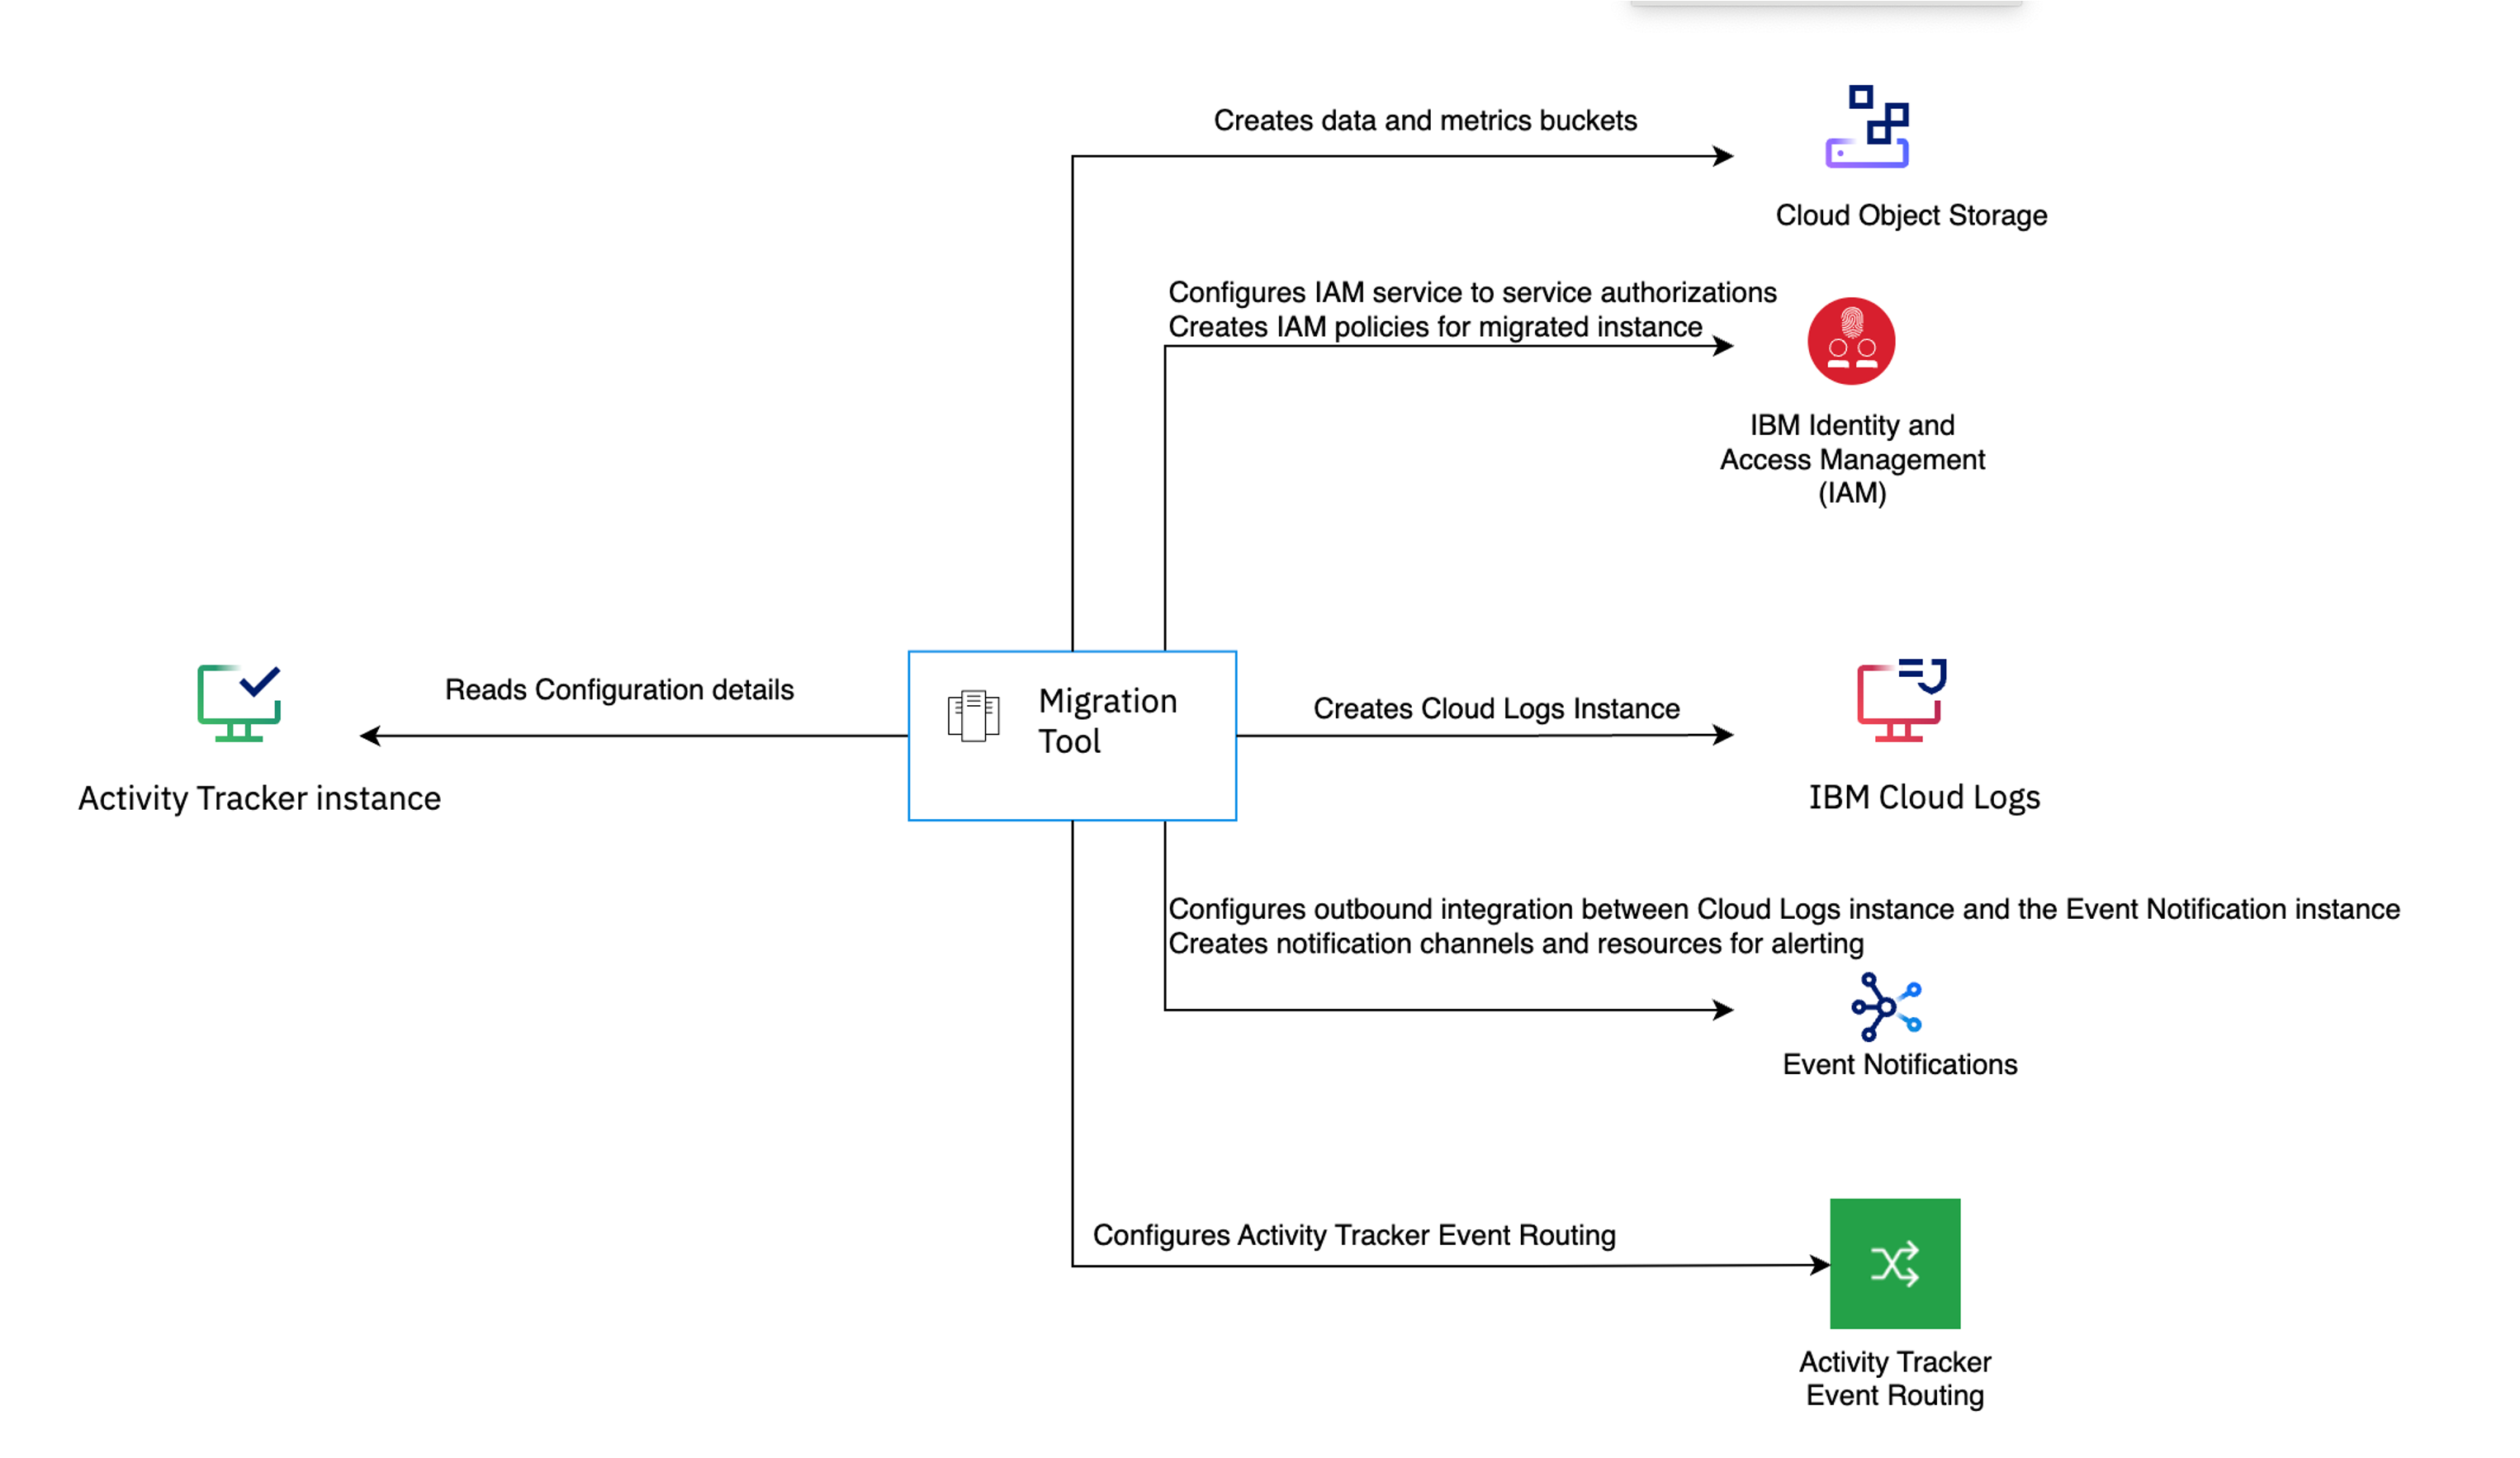 Creates data and metrics buckets
Cloud Object Storage
Configures IAM service to service authorizations
Creates IAM policies for migrated instance
IBM Identity and
Access Management
(IAM)
Reads Configuration details
Activity Tracker instance
Migration
Tool
Creates Cloud Logs Instance
IBM Cloud Logs
Configures outbound integration between Cloud Logs instance and the Event Notification instance
Creates notification channels and resources for alerting
Event Notifications
Configures Activity Tracker Event Routing
Activity Tracker
Event Routing